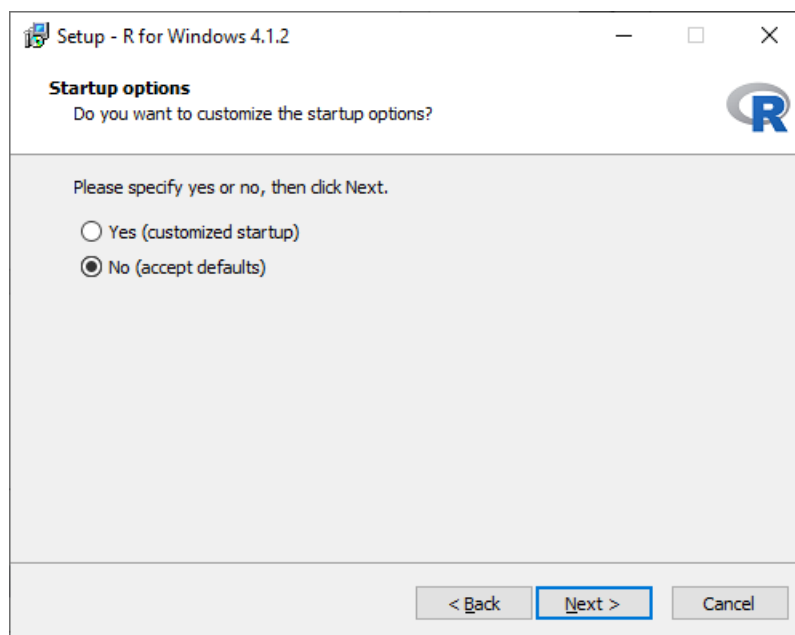 Setup - R for Windows 4.1.2
Startup options
Do you want to customize the startup options?
R
Please specify yes or no, then click Next.
Yes (customized startup)
No (accept defaults)
< Back
Next >
Cancel